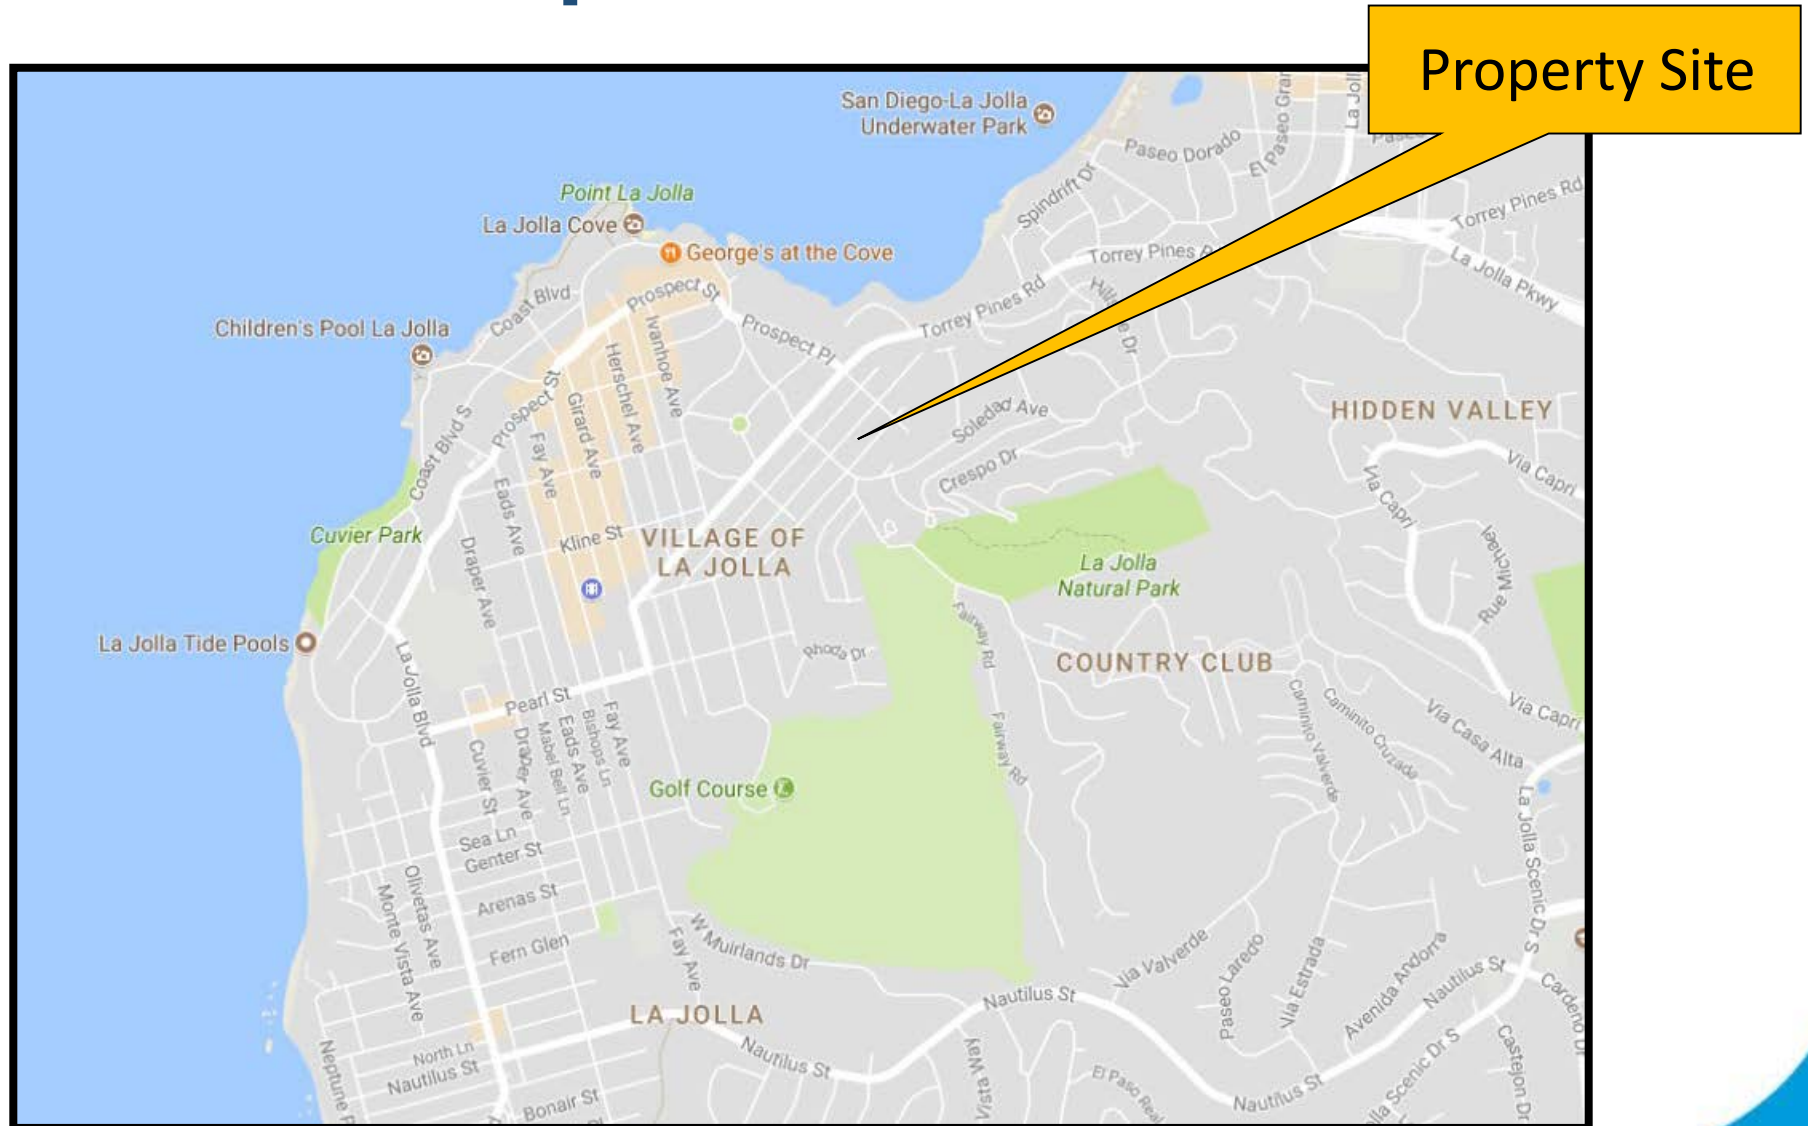 Property Site
San Diego-La Jolla
Underwater Park
Paseo Dorado
La Jolla Pkwy
Torrey Pines Rd
Spindrift Dr
Point La Jolla
La Jolla Cove
George's at the Cove
Torrey Pines
Torrey Pines Rd
Coast Blvd
Prospect St
Prospect Pl
Children's Pool La Jolla
Ivanhoe Ave
Herschel Ave
Girard Ave
Prospect St
Fay Ave
Coast Blvd S
Eads Ave
Soledad Ave
Crespo Dr
HIDDEN VALLEY
Via Capri
Via Capri
Cuvier Park
Kline St
VILLAGE OF
LA JOLLA
Draper Ave
La Jolla
Natural Park
Rue Michael
La Jolla Tide Pools
Fairway Rd
Rhoda Dr
COUNTRY CLUB
La Jolla Blvd
Pearl St
Fay Ave
Bishops Ln
Eads Ave
Mabel Bell Ln
Draper Ave
Cuvier St
Fairway Rd
Caminito Valverde
Caminito Cruzada
Via Capri
Via Casa Alta
Golf Course
La Jolla Scenic Dr S
Sea Ln
Genter St
Arenas St
Olivetas Ave
Monte Vista Ave
Fern Glen
Fay Ave
W Muirlands Dr
Via Valverde
Paseo Laredo
Via Estrada
Avenida Andorra
Nautilus St
Nautilus St
LA JOLLA
Cardeno Dr
Castejon Dr
North Ln
Nautilus St
Nautilus St
Vista Way
El Paso Real
Nautilus St
Scenic Dr S
Neptune
Bonair St